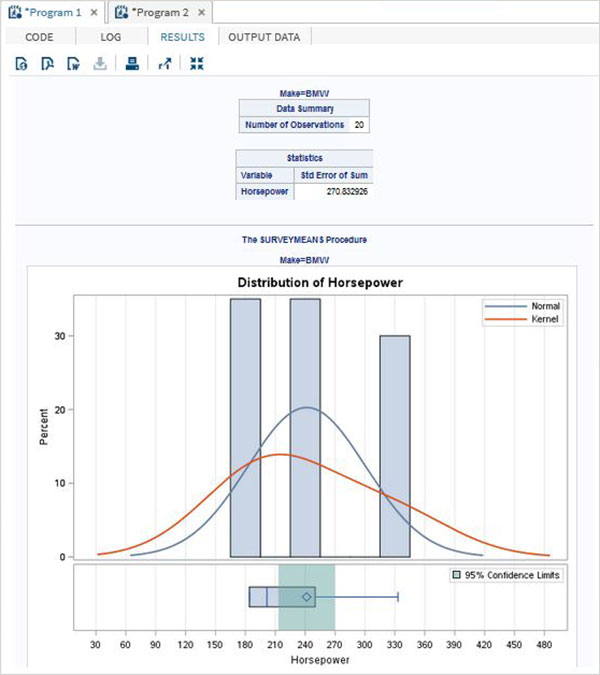 *Program 1 × *Program 2 ×
CODE LOG RESULTS OUTPUT DATA
Make=BMW
Data Summary
Number of Observations 20
Statistics
Variable Std Error of Sum
Horsepower 270.832926
The SURVEYMEANS Procedure
Make=BMW
Distribution of Horsepower
Normal
Kernel
Percent
30
20
10
0
95% Confidence Limits
30 60 90 120 150 180 210 240 270 300 330 360 390 420 450 480
Horsepower